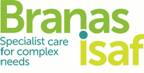 Branas
isaf
Specialist care
for complex
needs